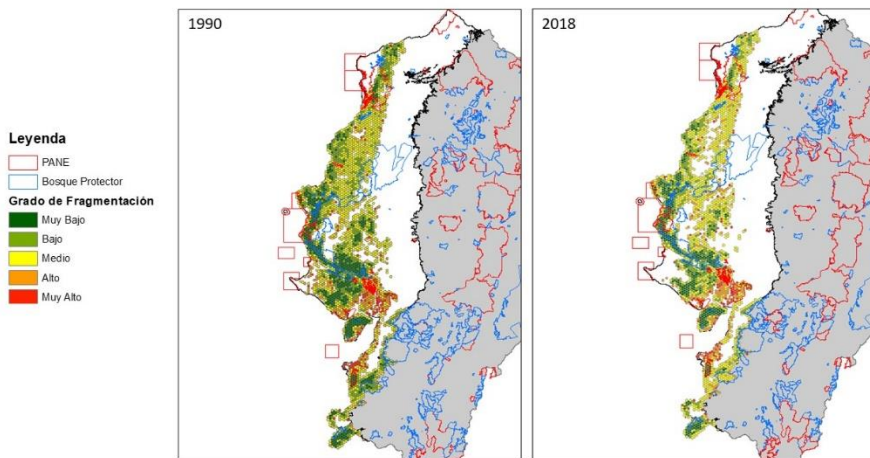 1990
2018
Leyenda
PANE
Bosque Protector
Grado de Fragmentación
Muy Bajo
Bajo
Medio
Alto
Muy Alto